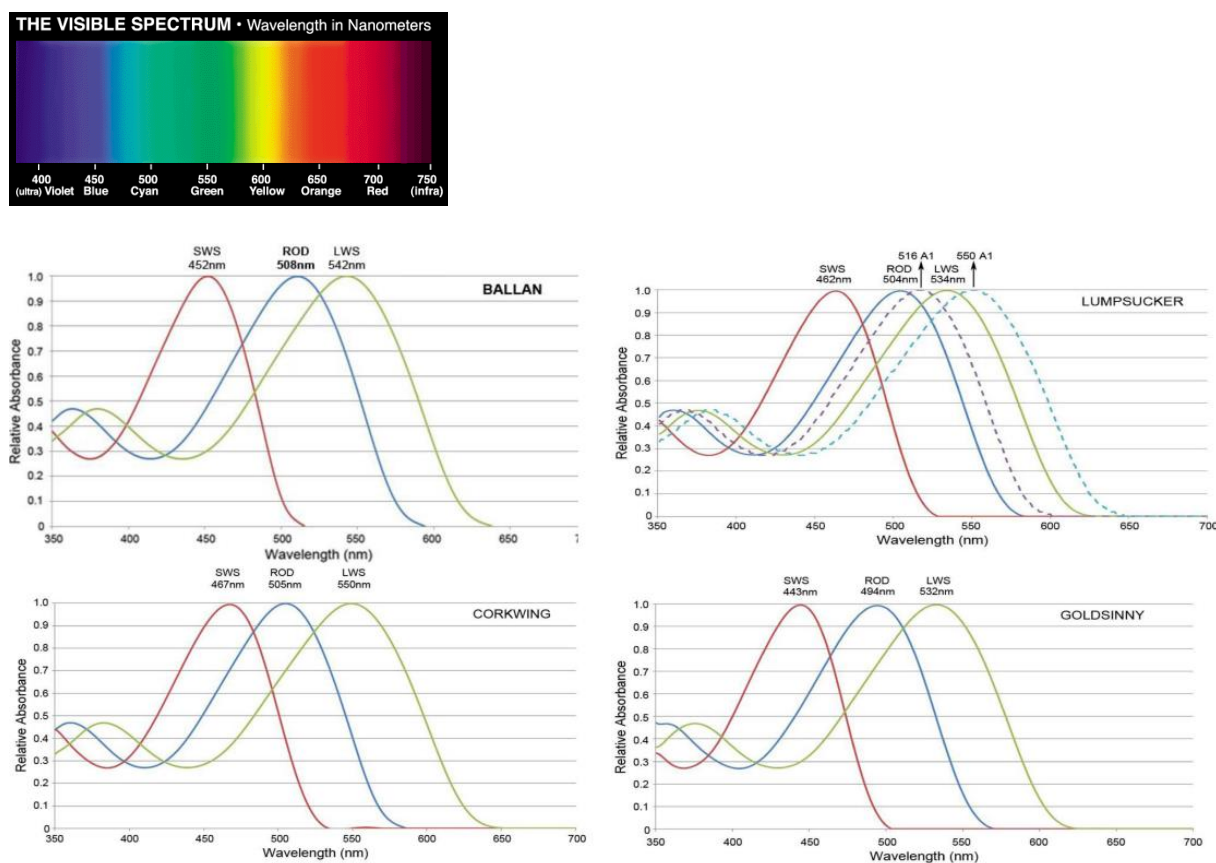 THE VISIBLE SPECTRUM • Wavelength in Nanometers
400 450 500 550 600 650 700 750
(ultra) Violet Blue Cyan Green Yellow Orange Red (infra)
SWS ROD LWS
452nm 508nm 542nm
BALLAN
1.0
0.9
0.8
0.7
0.6
0.5
0.4
0.3
0.2
0.1
0
Relative Absorbance
350 400 450 500 550 600 650
Wavelength (nm)
516 A1 550 A1
SWS ROD LWS
462nm 504nm 534nm
LUMPSUCKER
1.0
0.9
0.8
0.7
0.6
0.5
0.4
0.3
0.2
0.1
0
Relative Absorbance
350 400 450 500 550 600 650 700
Wavelength (nm)
SWS ROD LWS
467nm 505nm 550nm
CORKWING
1.0
0.9
0.8
0.7
0.6
0.5
0.4
0.3
0.2
0.1
0
Relative Absorbance
350 400 450 500 550 600 650 700
Wavelength (nm)
SWS ROD LWS
443nm 494nm 532nm
GOLDSINNY
1.0
0.9
0.8
0.7
0.6
0.5
0.4
0.3
0.2
0.1
0
Relative Absorbance
350 400 450 500 550 600 650 700
Wavelength (nm)